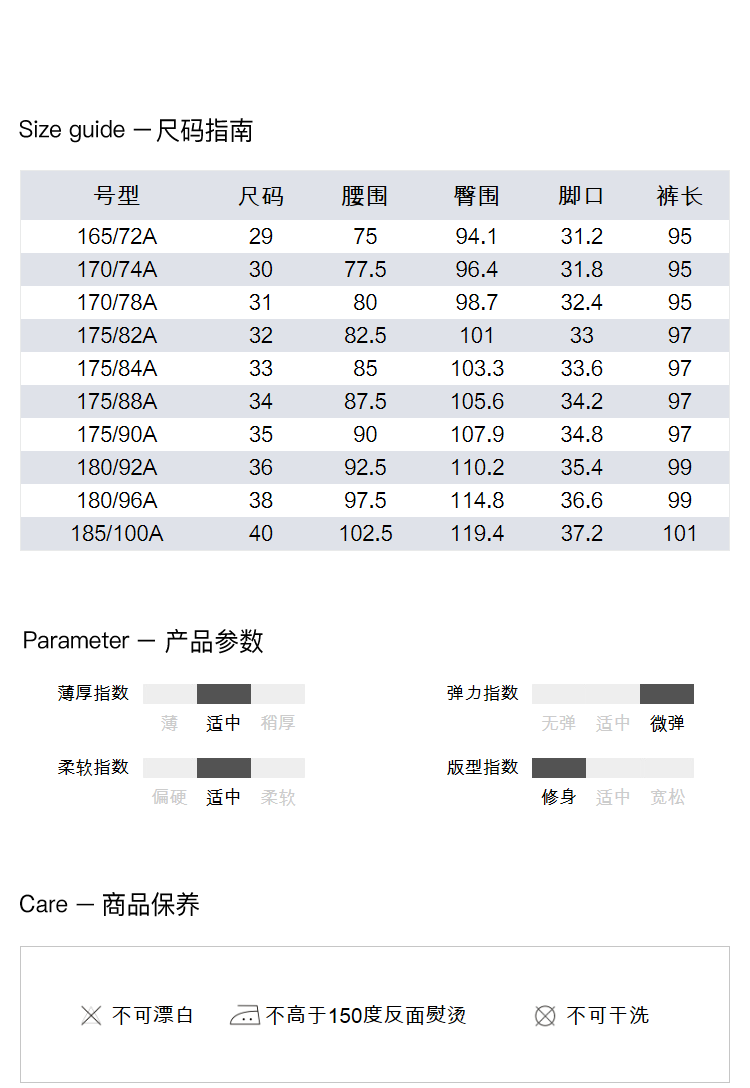 Size guide — 尺码指南
号型 尺码 腰围 臀围 脚口 裤长
165/72A 29 75 94.1 31.2 95
170/74A 30 77.5 96.4 31.8 95
170/78A 31 80 98.7 32.4 95
175/82A 32 82.5 101 33 97
175/84A 33 85 103.3 33.6 97
175/88A 34 87.5 105.6 34.2 97
175/90A 35 90 107.9 34.8 97
180/92A 36 92.5 110.2 35.4 99
180/96A 38 97.5 114.8 36.6 99
185/100A 40 102.5 119.4 37.2 101
Parameter — 产品参数
薄厚指数 弹力指数
薄 适中 稍厚 无弹 适中 微弹
柔软指数 版型指数
偏硬 适中 柔软 修身 适中 宽松
Care — 商品保养
不可漂白 不高于150度反面熨烫 不可干洗